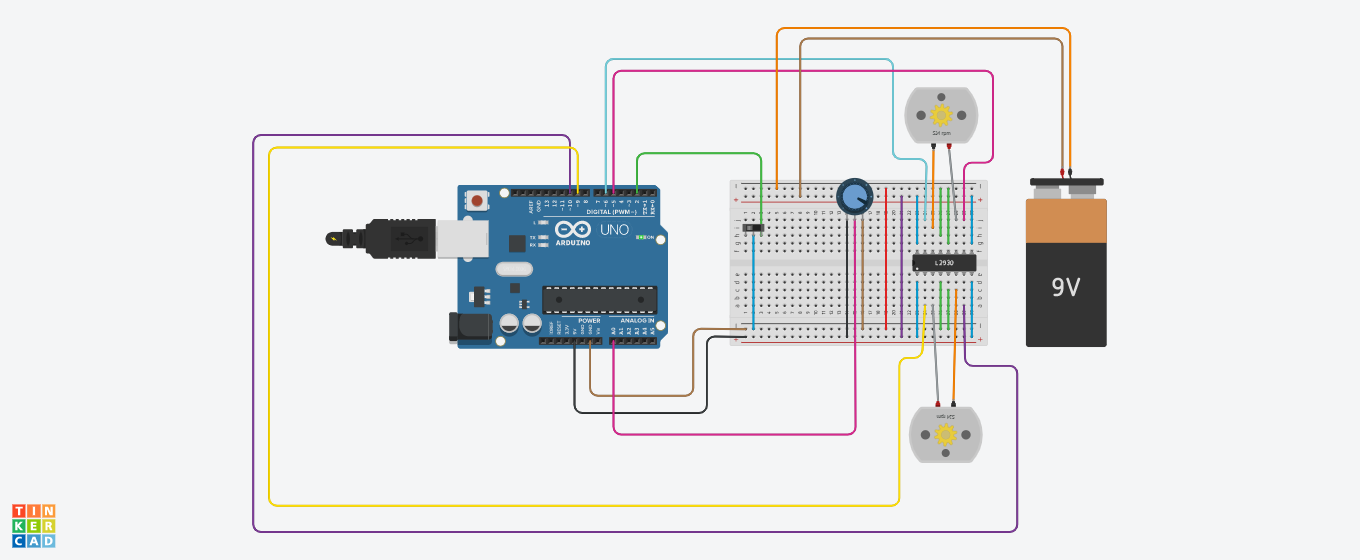 524 rpm
AREF
GND
13
12
~11
~10
~9
8
7
~6
~5
4
~3
2
TX→1
RX←0
DIGITAL (PWM~)
L
TX
RX
ARDUINO
UNO
ON
L293D
9V
POWER
ANALOG IN
IOREF
RESET
3.3V
5V
GND
GND
Vin
A0
A1
A2
A3
A4
A5
524 rpm
TIN
KER
CAD